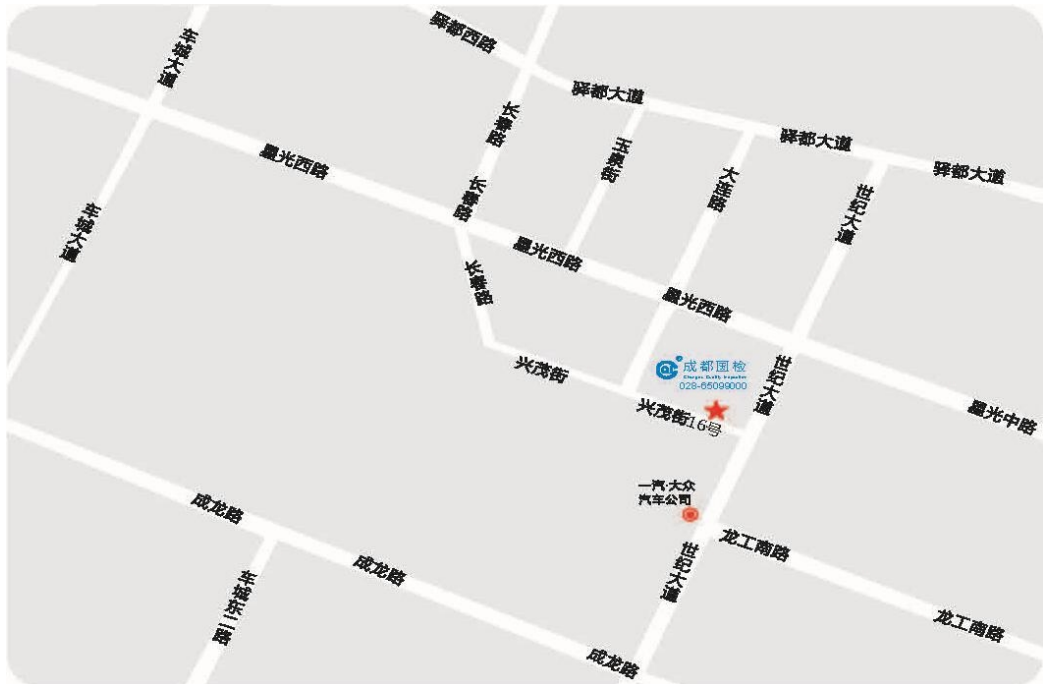 驿都西路
车城大道
驿都大道
长春路
驿都大道
玉泉街
星光西路
驿都大道
大连路
长春路
世纪大道
车城大道
星光西路
长春路
星光西路
成都国检
028-65099000
兴茂街
世纪大道
兴茂街16号
星光中路
一汽·大众
汽车公司
成龙路
龙工南路
成龙路
世纪大道
车城东二路
龙工南路
成龙路